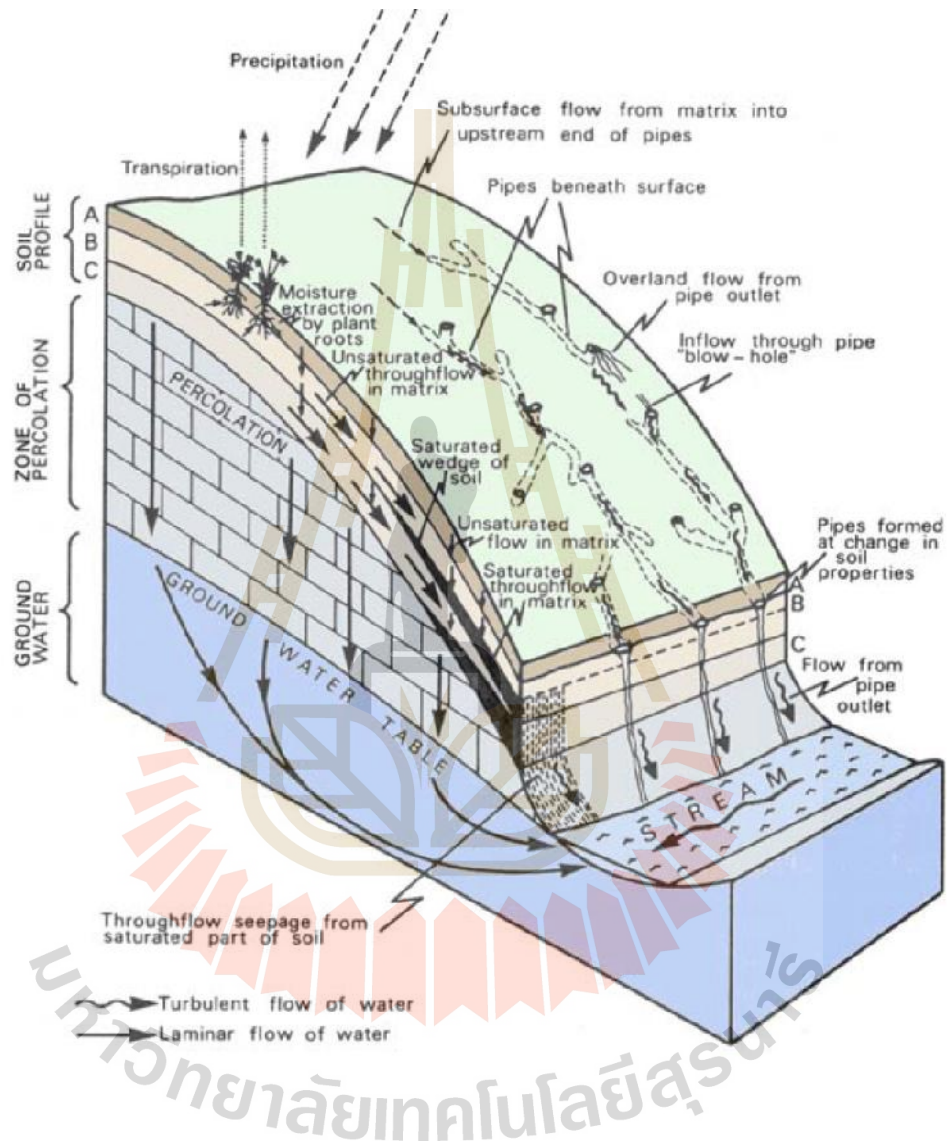 Precipitation
Subsurface flow from matrix into
upstream end of pipes
Transpiration
Pipes beneath surface
SOIL
PROFILE
A
B
C
Overland flow from
pipe outlet
Moisture
extraction
by plant
roots
Inflow through pipe
"blow-hole"
Unsaturated
throughflow
in matrix
ZONE OF
PERCOLATION
PERCOLATION
Saturated
wedge of
soil
Unsaturated
flow in matrix
Pipes formed
at change in
soil
properties
Saturated
throughflow
in matrix
A
B
C
GROUND
WATER
GROUND WATER TABLE
Flow from
pipe
outlet
STREAM
Throughflow seepage from
saturated part of soil
Turbulent flow of water
Laminar flow of water
มหาวิทยาลัยเทคโนโลยีสุรนารี